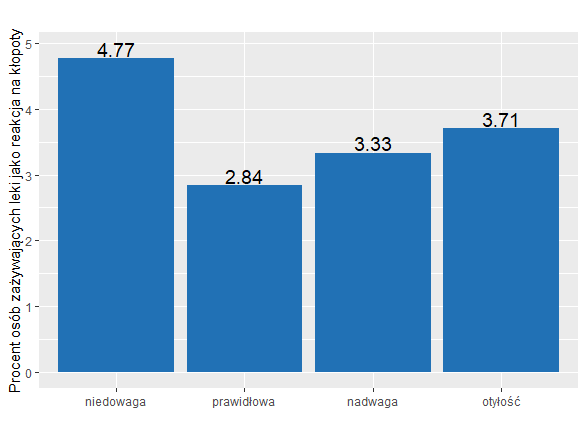 Procent osób zażywających leki jako reakcja na kłopoty
5
4
3
2
1
0
4.77
2.84
3.33
3.71
niedowaga
prawidłowa
nadwaga
otyłość